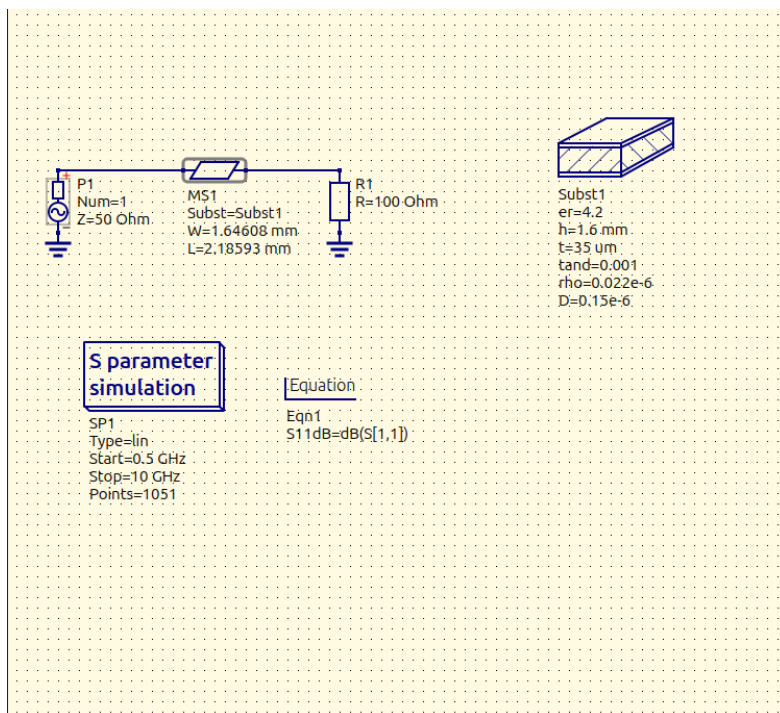 P1
Num=1
Z=50 Ohm
MS1
Subst=Subst1
W=1.64608 mm
L=2.18593 mm
R1
R=100 Ohm
Subst1
er=4.2
h=1.6 mm
t=35 um
tand=0.001
rho=0.022e-6
D=0.15e-6
S parameter
simulation
SP1
Type=lin
Start=0.5 GHz
Stop=10 GHz
Points=1051
Equation
Eqn1
S11dB=dB(S[1,1])